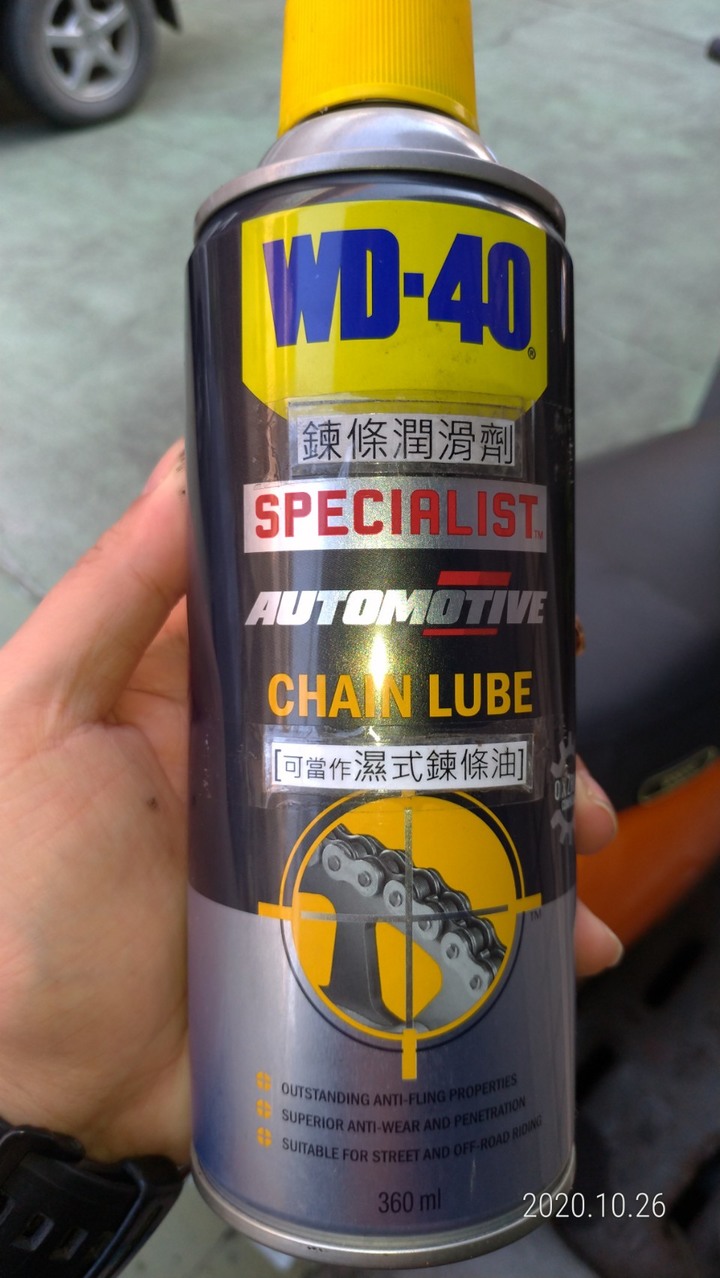 WD-40®
鍊條潤滑劑
SPECIALIST™
AUTOMOTIVE
CHAIN LUBE
[可當作濕式鍊條油]
™
OUTSTANDING ANTI-FLING PROPERTIES
SUPERIOR ANTI-WEAR AND PENETRATION
SUITABLE FOR STREET AND OFF-ROAD RIDING
360 ml
2020.10.26